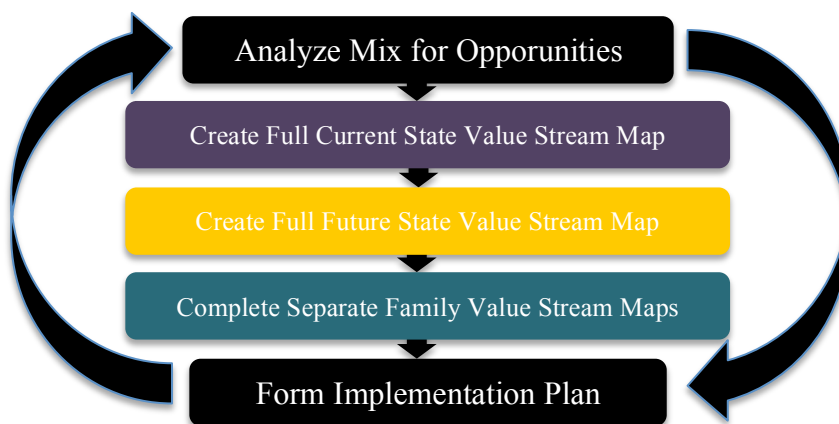 Analyze Mix for Opporunities
Create Full Current State Value Stream Map
Create Full Future State Value Stream Map
Complete Separate Family Value Stream Maps
Form Implementation Plan